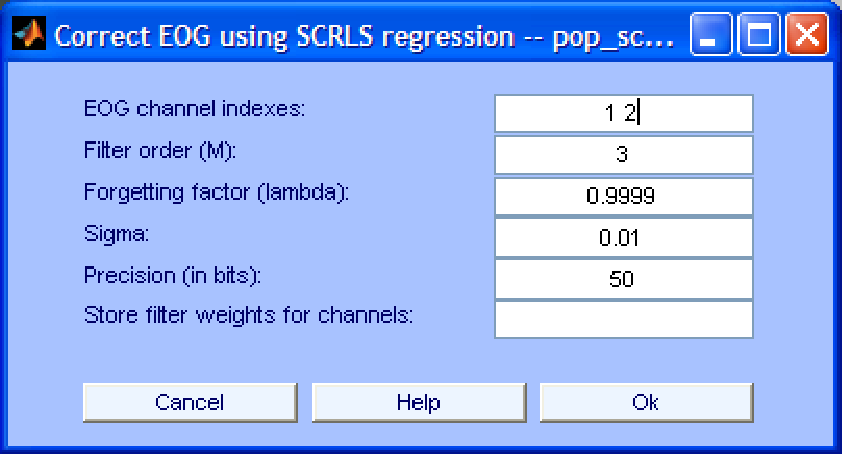 Correct EOG using SCRLS regression -- pop_sc...
EOG channel indexes: 1 2
Filter order (M): 3
Forgetting factor (lambda): 0.9999
Sigma: 0.01
Precision (in bits): 50
Store filter weights for channels:
Cancel Help Ok